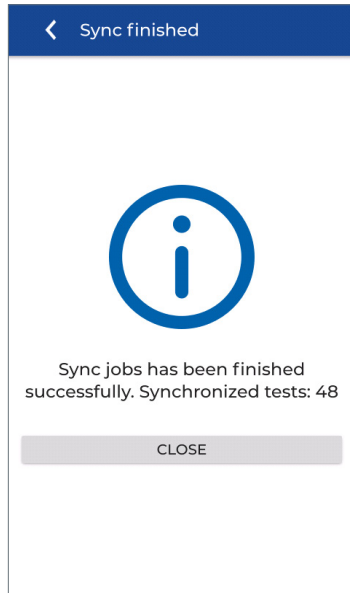 Sync finished
Sync jobs has been finished
successfully. Synchronized tests: 48
CLOSE